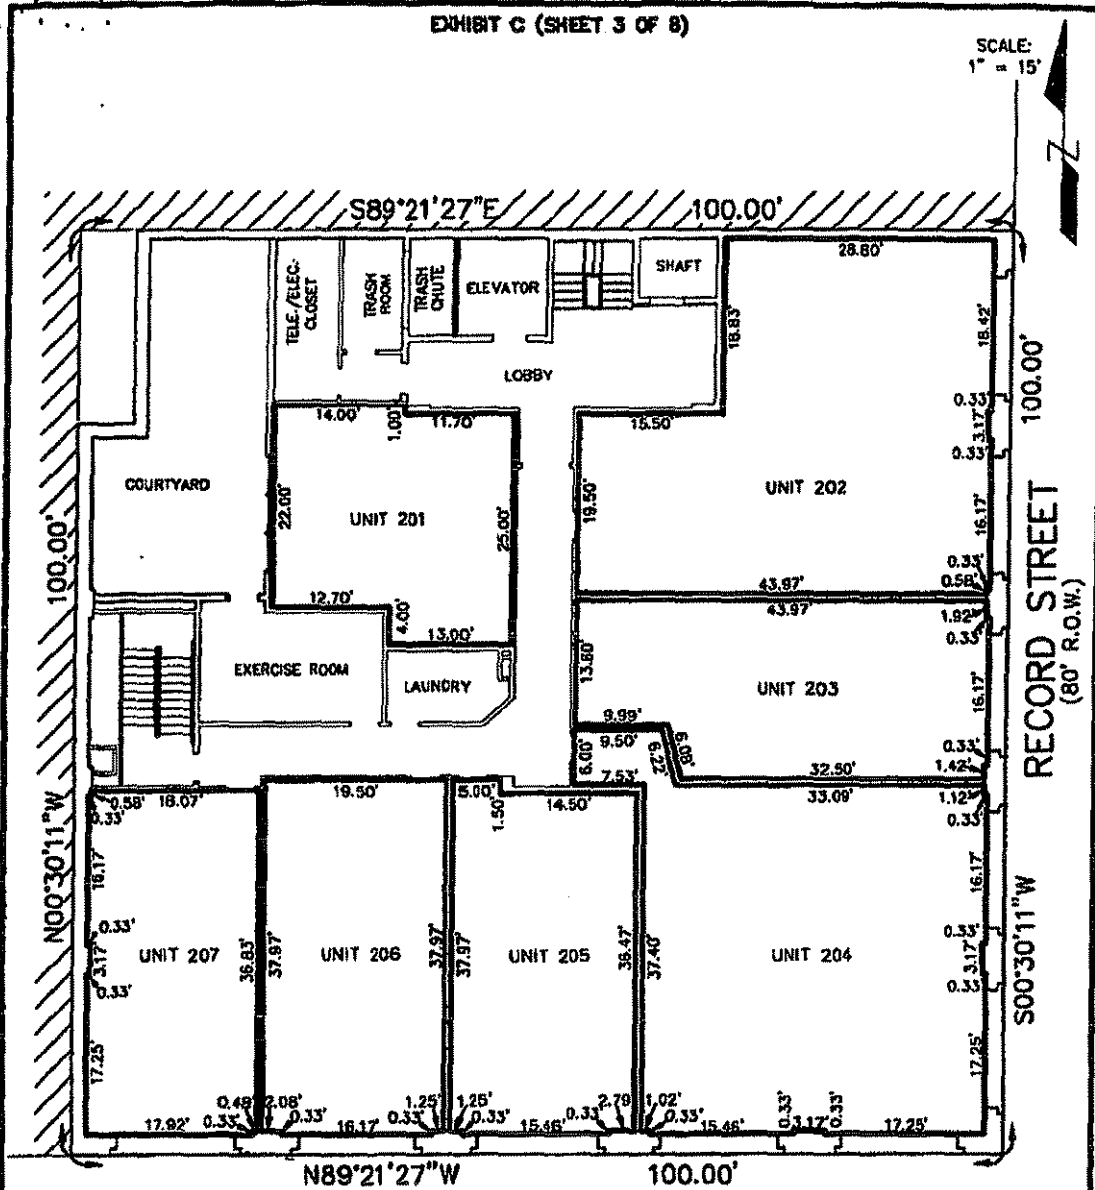 EXHIBIT C (SHEET 3 OF 8)
SCALE:
1" = 15'
N
S89°21'27"E
100.00'
28.80'
TELE-/ELEC.-
CLOSET
TRASH
ROOM
TRASH
CHUTE
ELEVATOR
SHAFT
18.83'
18.42'
LOBBY
100.00'
0.33'
14.00'
1.00'
11.70'
15.50'
3.17'
0.33'
COURTYARD
22.00'
UNIT 201
25.00'
19.50'
UNIT 202
16.17'
100.00'
0.33'
43.97'
0.58'
12.70'
4.00'
43.97'
1.92'
0.33'
13.00'
RECORD STREET
(80' R.O.W.)
EXERCISE ROOM
LAUNDRY
13.80'
UNIT 203
16.17'
9.99'
9.50'
6.00'
6.22'
6.08'
0.33'
32.50'
1.42'
0.58'
18.07'
0.33'
19.50'
5.00'
1.50'
14.50'
7.53'
33.09'
1.12'
0.33'
N00°30'11"W
16.17'
16.17'
S00°30'11"W
0.33'
3.17'
0.33'
UNIT 207
36.83'
37.97'
UNIT 206
37.97'
37.97'
UNIT 205
36.47'
37.40'
UNIT 204
0.33'
3.17'
0.33'
17.25'
17.25'
17.92'
0.48'
0.33'
2.08'
0.33'
16.17'
1.25'
0.33'
1.25'
0.33'
15.46'
2.79'
0.33'
1.02'
0.33'
15.46'
0.33'
3.17'
0.33'
17.25'
N89°21'27"W
100.00'